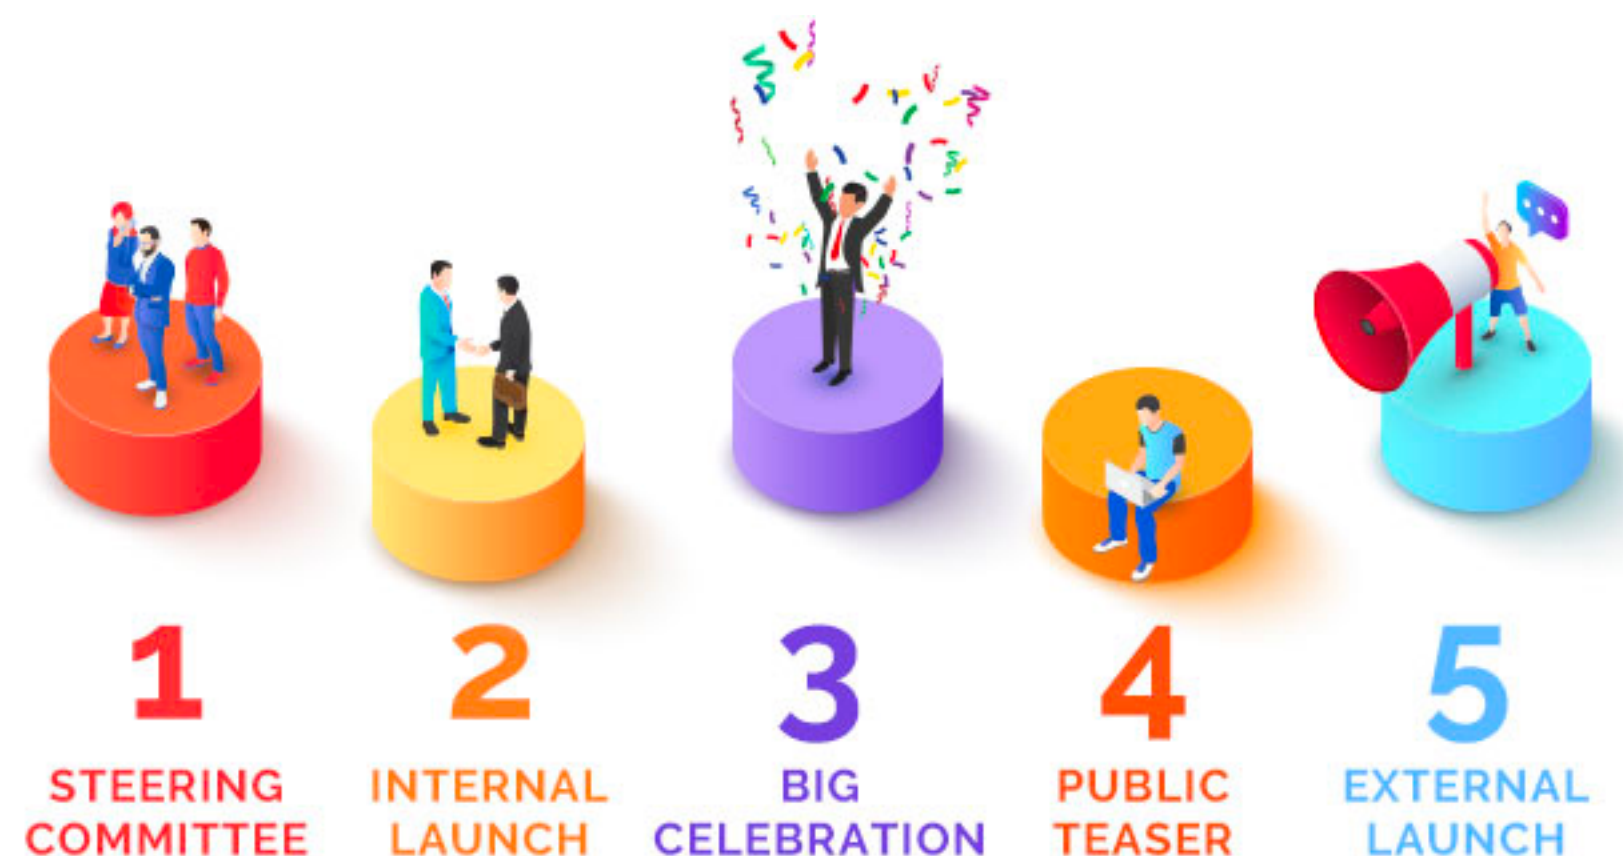 1
STEERING
COMMITTEE
2
INTERNAL
LAUNCH
3
BIG
CELEBRATION
4
PUBLIC
TEASER
5
EXTERNAL
LAUNCH